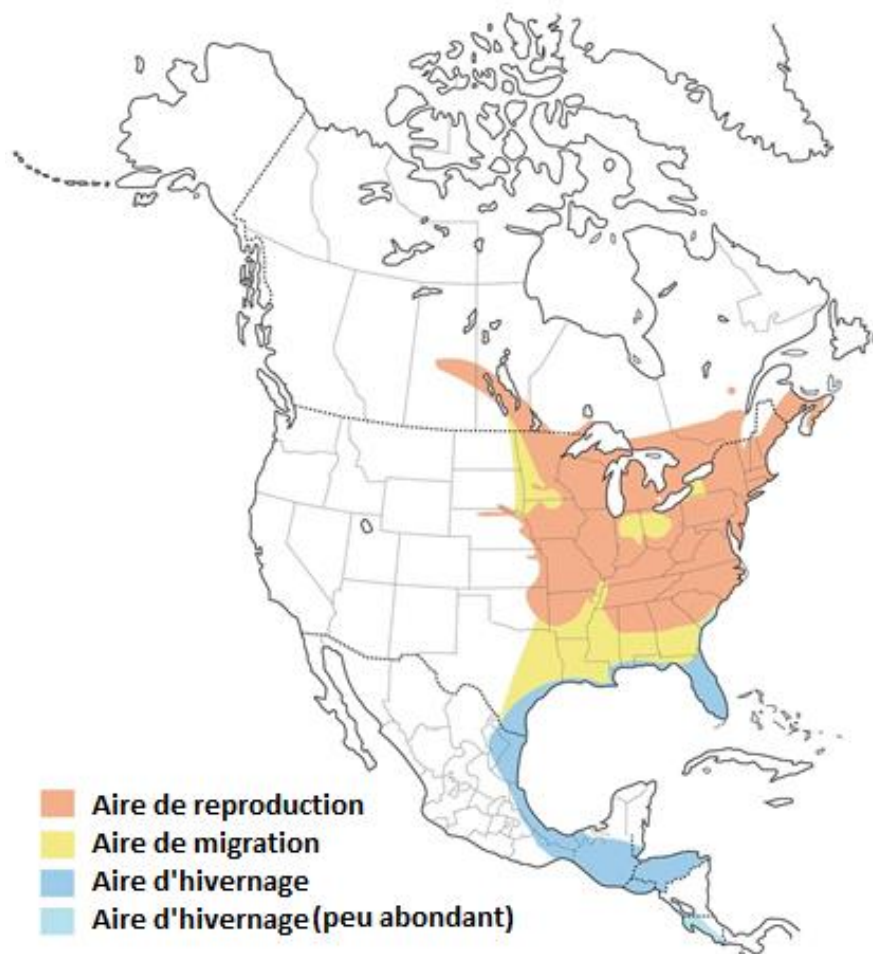 Aire de reproduction
Aire de migration
Aire d'hivernage
Aire d'hivernage (peu abondant)